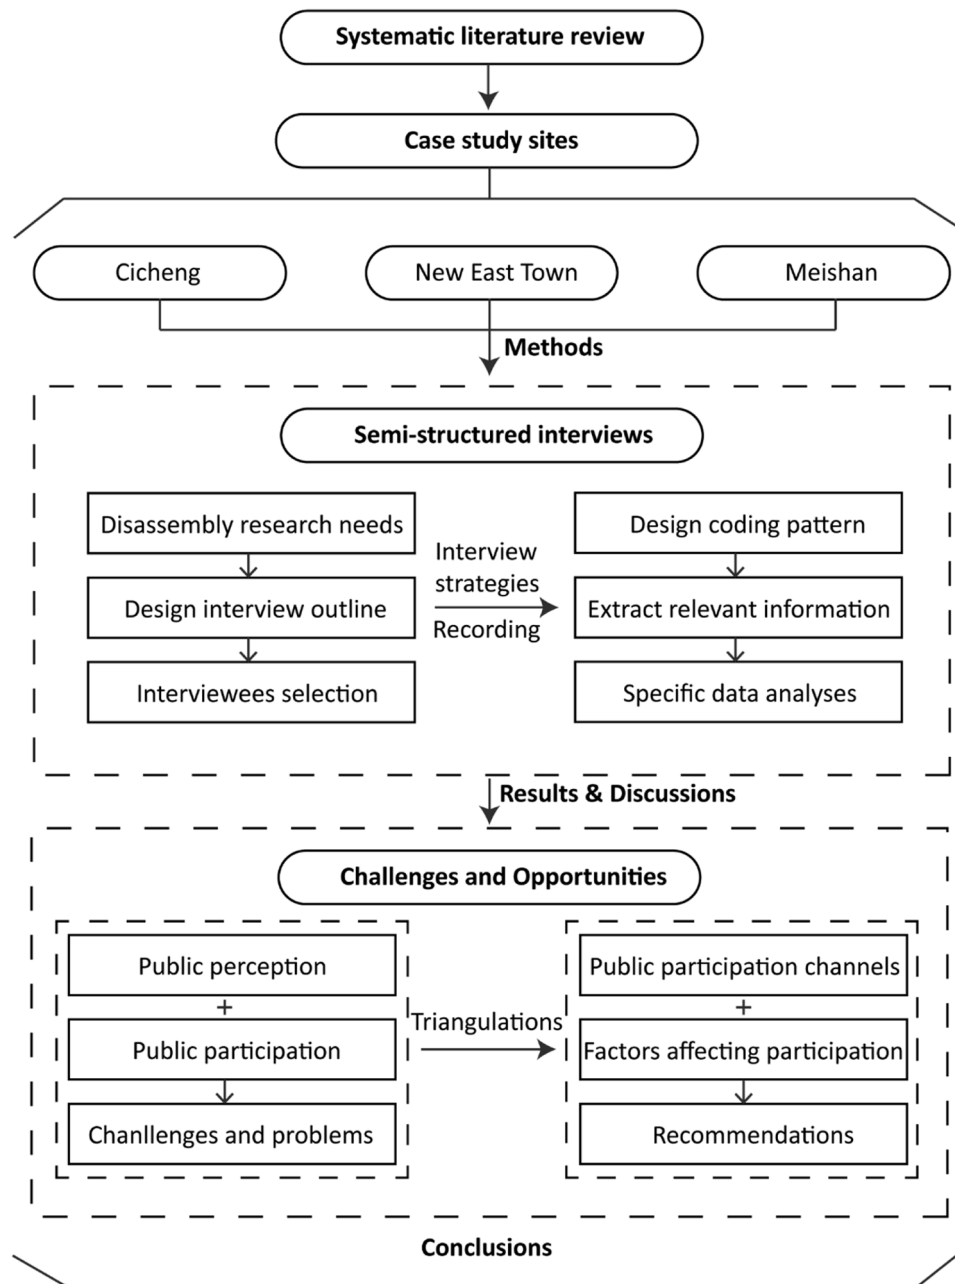 Systematic literature review
Case study sites
Cicheng
New East Town
Meishan
Methods
Semi-structured interviews
Disassembly research needs
Design interview outline
Interviewees selection
Interview
strategies
Recording
Design coding pattern
Extract relevant information
Specific data analyses
Results & Discussions
Challenges and Opportunities
Public perception
+
Public participation
Chanllenges and problems
Triangulations
Public participation channels
+
Factors affecting participation
Recommendations
Conclusions